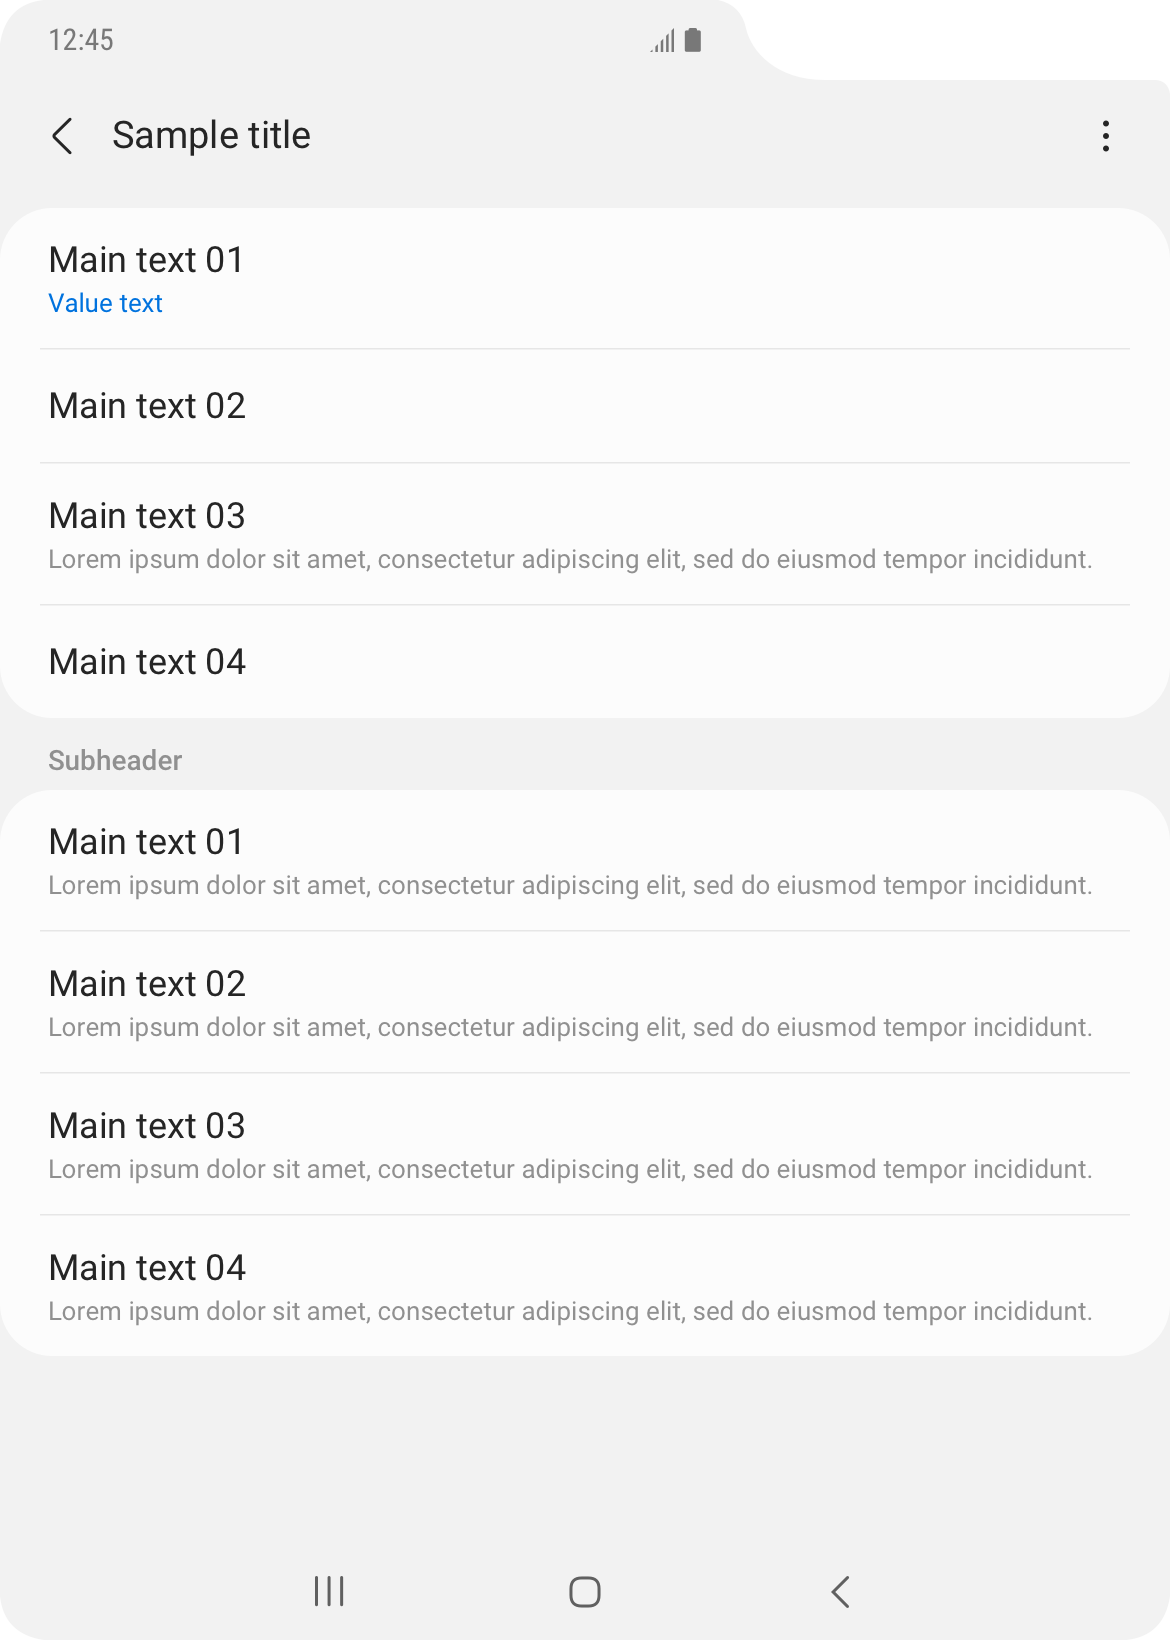 12:45
Sample title
Main text 01
Value text
Main text 02
Main text 03
Lorem ipsum dolor sit amet, consectetur adipiscing elit, sed do eiusmod tempor incididunt.
Main text 04
Subheader
Main text 01
Lorem ipsum dolor sit amet, consectetur adipiscing elit, sed do eiusmod tempor incididunt.
Main text 02
Lorem ipsum dolor sit amet, consectetur adipiscing elit, sed do eiusmod tempor incididunt.
Main text 03
Lorem ipsum dolor sit amet, consectetur adipiscing elit, sed do eiusmod tempor incididunt.
Main text 04
Lorem ipsum dolor sit amet, consectetur adipiscing elit, sed do eiusmod tempor incididunt.